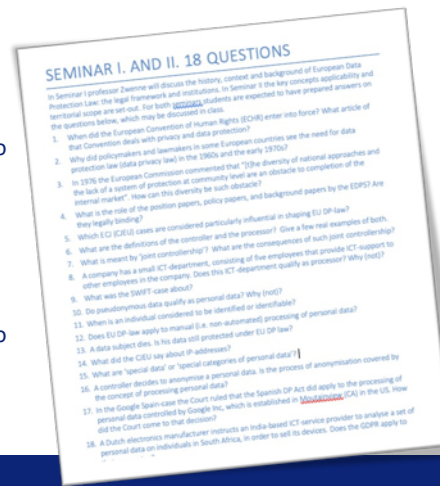 SEMINAR I. AND II. 18 QUESTIONS
In Seminar I professor Zwenne will discuss the history, context and background of European Data
Protection Law: the legal framework and institutions. In Seminar II the key concepts applicability and
territorial scope are set out. For both seminars students are expected to have prepared answers on
the questions below, which may be discussed in class.
1. When did the European Convention of Human Rights (ECHR) enter into force? What article of
that Convention deals with privacy and data protection?
2. Why did policymakers and lawmakers in some European countries see the need for data
protection law (data privacy law) in the 1960s and the early 1970s?
3. In 1976 the European Commission commented that "[t]he diversity of national approaches and
the lack of a system of protection at community level are an obstacle to completion of the
internal market". How can this diversity be such obstacle?
4. What is the role of the position papers, policy papers, and background papers by the EDPS? Are
they legally binding?
5. Which ECJ (CJEU) cases are considered particularly influential in shaping EU DP-law?
6. What are the definitions of the controller and the processor? Give a few real examples of both.
7. What is meant by 'joint controllership'? What are the consequences of such joint controllership?
8. A company has a small ICT-department, consisting of five employees that provide ICT-support to
other employees in the company. Does this ICT-department qualify as processor? Why (not)?
9. What was the SWIFT-case about?
10. Do pseudonymous data qualify as personal data? Why (not)?
11. When is an individual considered to be identified or identifiable?
12. Does EU DP-law apply to manual (i.e. non automated) processing of personal data?
13. A data subject dies. Is his data still protected under EU DP law?
14. What did the CJEU say about IP-addresses?
15. What are 'special data' or 'special categories of personal data'?
16. A controller decides to anonymise a personal data. Is the process of anonymisation covered by
the concept of processing personal data?
17. In the Google Spain-case the Court ruled that the Spanish DP Act did apply to the processing of
personal data controlled by Google Inc, which is established in Moutainview (CA) in the US. How
did the Court come to that decision?
18. A Dutch electronics manufacturer instructs an India-based ICT-service provider to analyse a set of
personal data on individuals in South Africa, in order to sell its devices. Does the GDPR apply to